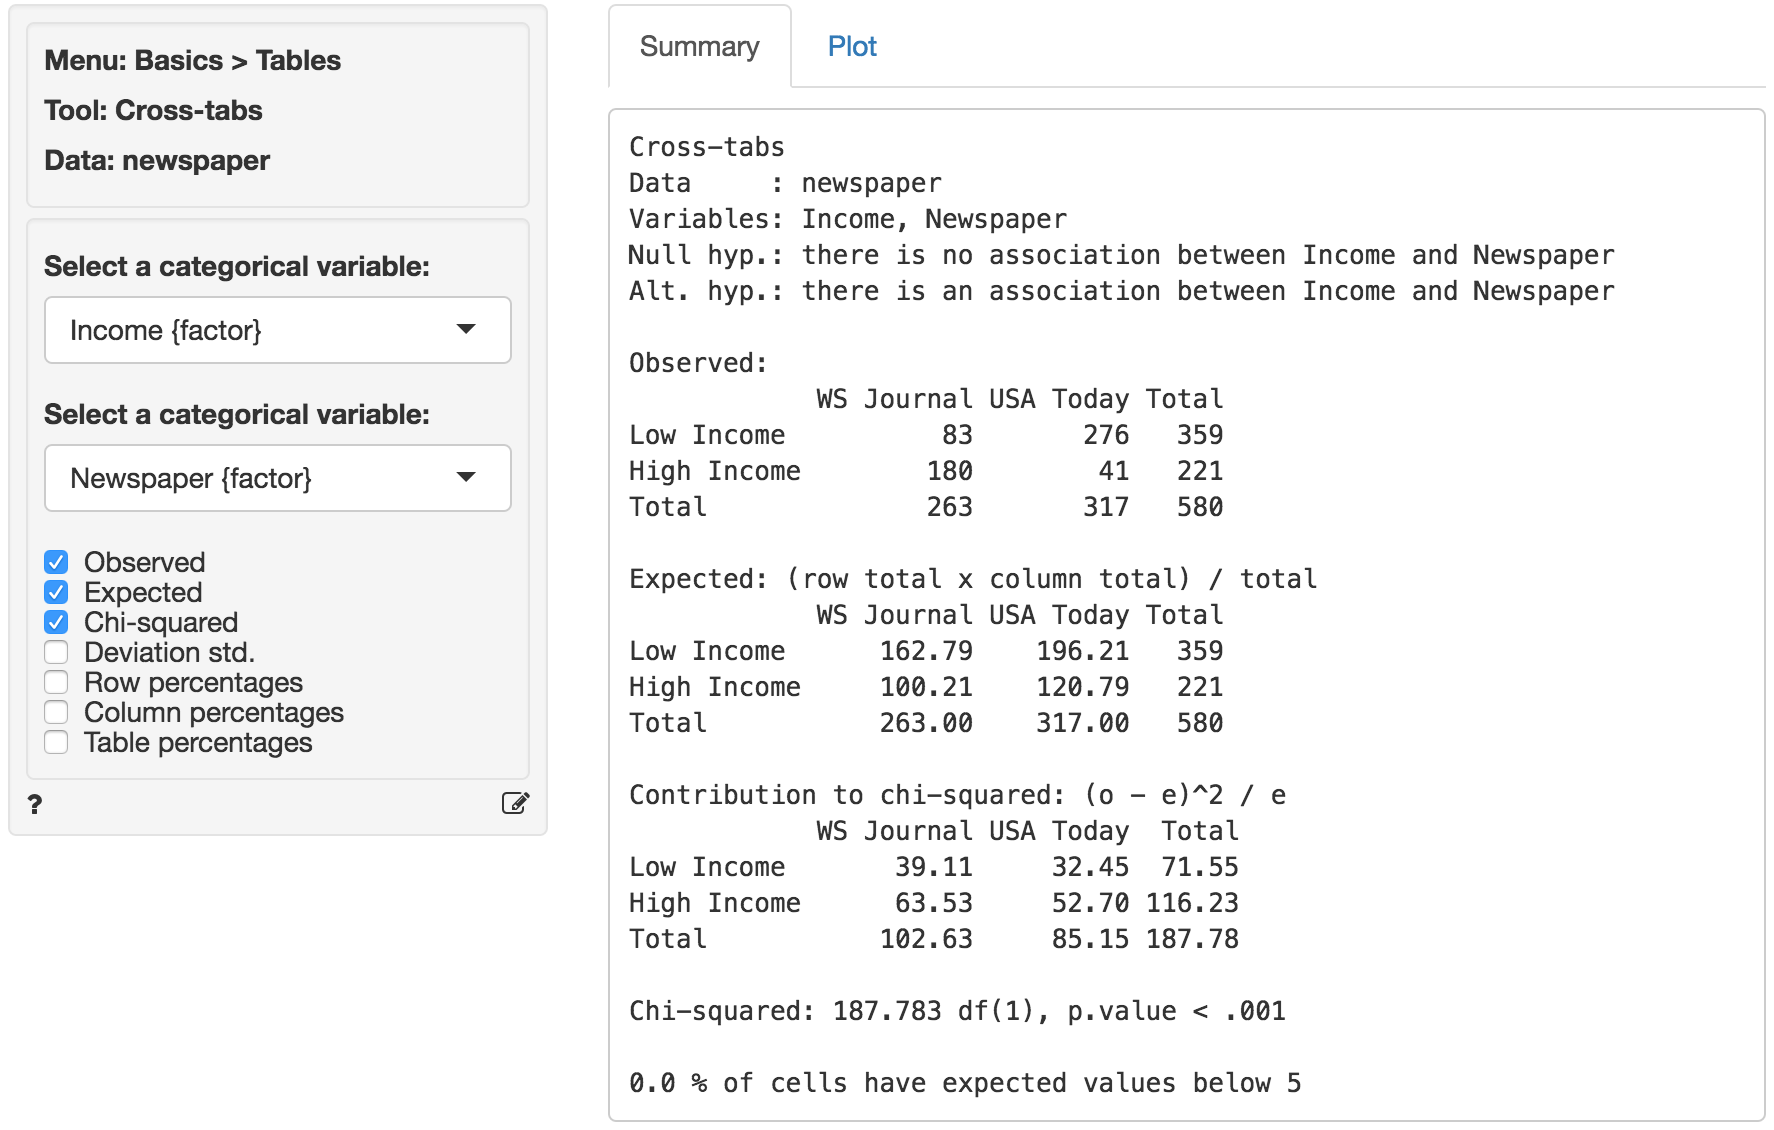 Menu: Basics > Tables
Tool: Cross-tabs
Data: newspaper
Select a categorical variable:
Income {factor}
Select a categorical variable:
Newspaper {factor}
Observed
Expected
Chi-squared
Deviation std.
Row percentages
Column percentages
Table percentages
?
Summary Plot
Cross-tabs
Data     : newspaper
Variables: Income, Newspaper
Null hyp.: there is no association between Income and Newspaper
Alt. hyp.: there is an association between Income and Newspaper
Observed:
            WS Journal USA Today Total
Low Income          83       276   359
High Income        180        41   221
Total              263       317   580
Expected: (row total x column total) / total
            WS Journal USA Today Total
Low Income      162.79    196.21   359
High Income     100.21    120.79   221
Total           263.00    317.00   580
Contribution to chi-squared: (o - e)^2 / e
            WS Journal USA Today  Total
Low Income       39.11     32.45  71.55
High Income      63.53     52.70 116.23
Total           102.63     85.15 187.78
Chi-squared: 187.783 df(1), p.value < .001
0.0 % of cells have expected values below 5